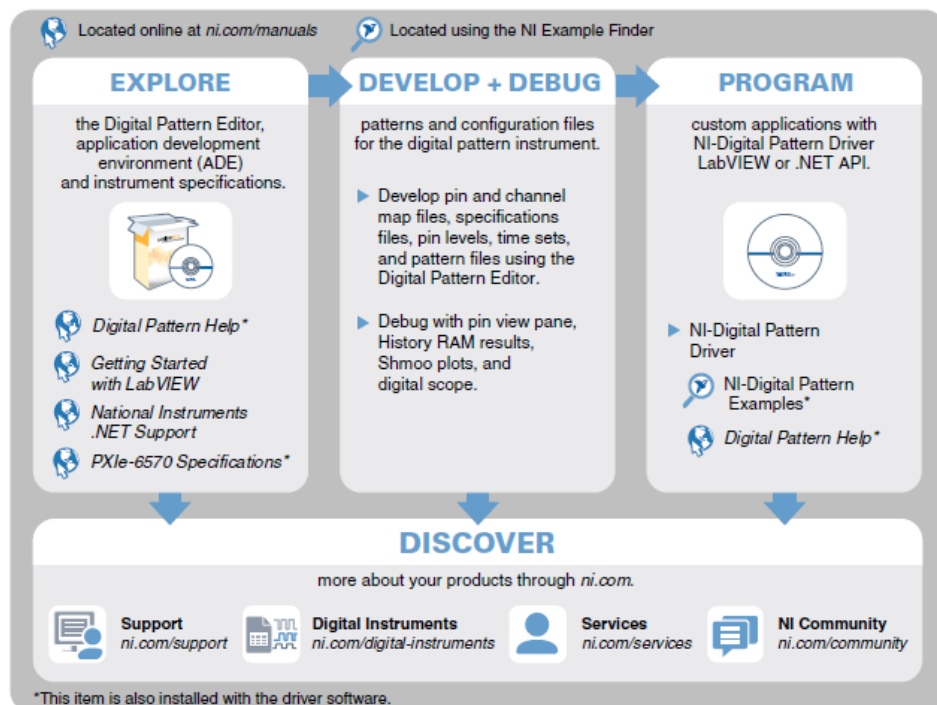 Located online at ni.com/manuals
Located using the NI Example Finder
EXPLORE
the Digital Pattern Editor,
application development
environment (ADE)
and instrument specifications.
Digital Pattern Help*
Getting Started
with LabVIEW
National Instruments
.NET Support
PXIe-6570 Specifications*
DEVELOP + DEBUG
patterns and configuration files
for the digital pattern instrument.
Develop pin and channel
map files, specifications
files, pin levels, time sets,
and pattern files using the
Digital Pattern Editor.
Debug with pin view pane,
History RAM results,
Shmoo plots, and
digital scope.
PROGRAM
custom applications with
NI-Digital Pattern Driver
LabVIEW or .NET API.
NI-Digital Pattern
Driver
NI-Digital Pattern
Examples*
Digital Pattern Help*
DISCOVER
more about your products through ni.com.
Support
ni.com/support
Digital Instruments
ni.com/digital-instruments
Services
ni.com/services
NI Community
ni.com/community
*This item is also installed with the driver software.